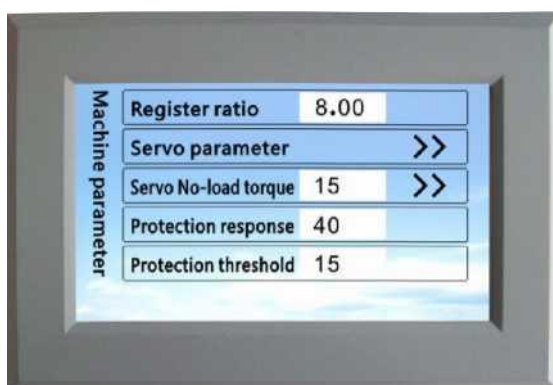 Machine parameter
Register ratio 8.00
Servo parameter >>
Servo No-load torque 15 >>
Protection response 40
Protection threshold 15